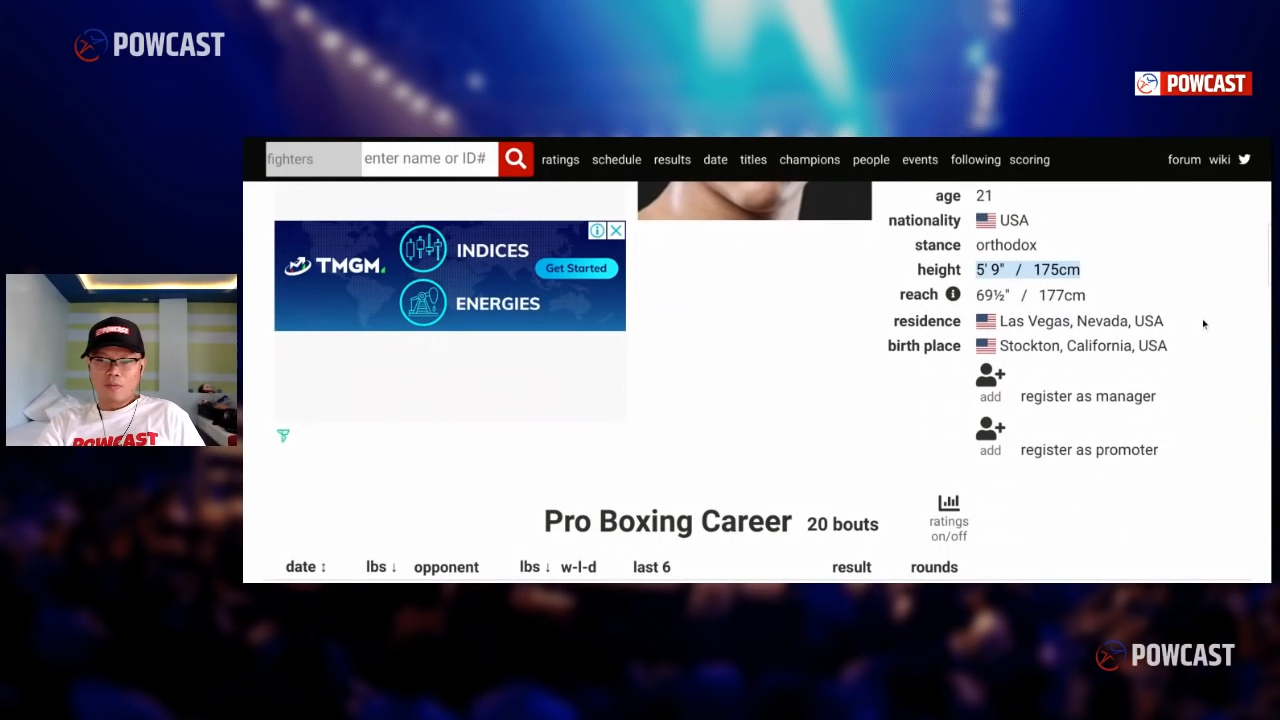 POWCAST
POWCAST
fighters enter name or ID# ratings schedule results date titles champions people events following scoring forum wiki
age 21
nationality USA
stance orthodox
height 5' 9" / 175cm
reach 69½" / 177cm
residence Las Vegas, Nevada, USA
birth place Stockton, California, USA
add register as manager
add register as promoter
TMGM
INDICES
Get Started
ENERGIES
POWCAST
Pro Boxing Career 20 bouts
ratings
on/off
date ↕ lbs ↓ opponent lbs ↓ w-l-d last 6 result rounds
POWCAST